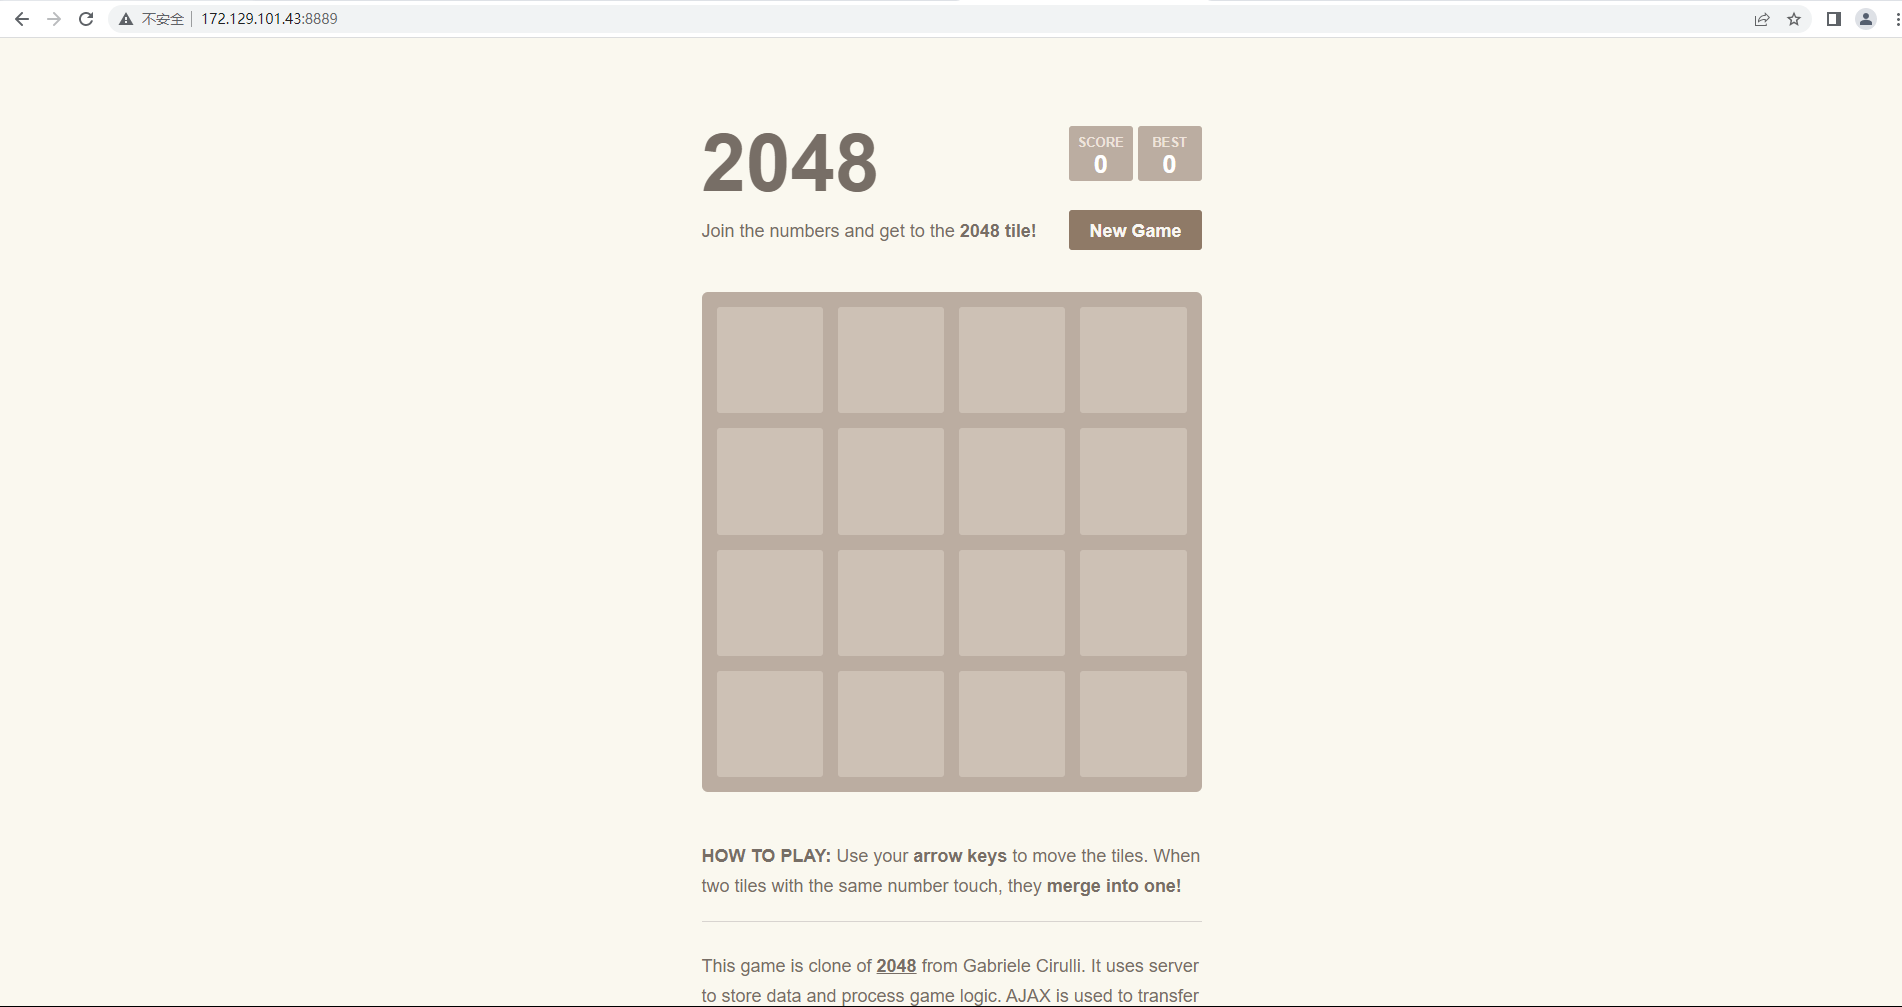 不安全 172.129.101.43:8889
2048
SCORE BEST
0 0
Join the numbers and get to the 2048 tile! New Game
HOW TO PLAY: Use your arrow keys to move the tiles. When
two tiles with the same number touch, they merge into one!
This game is clone of 2048 from Gabriele Cirulli. It uses server
to store data and process game logic. AJAX is used to transfer